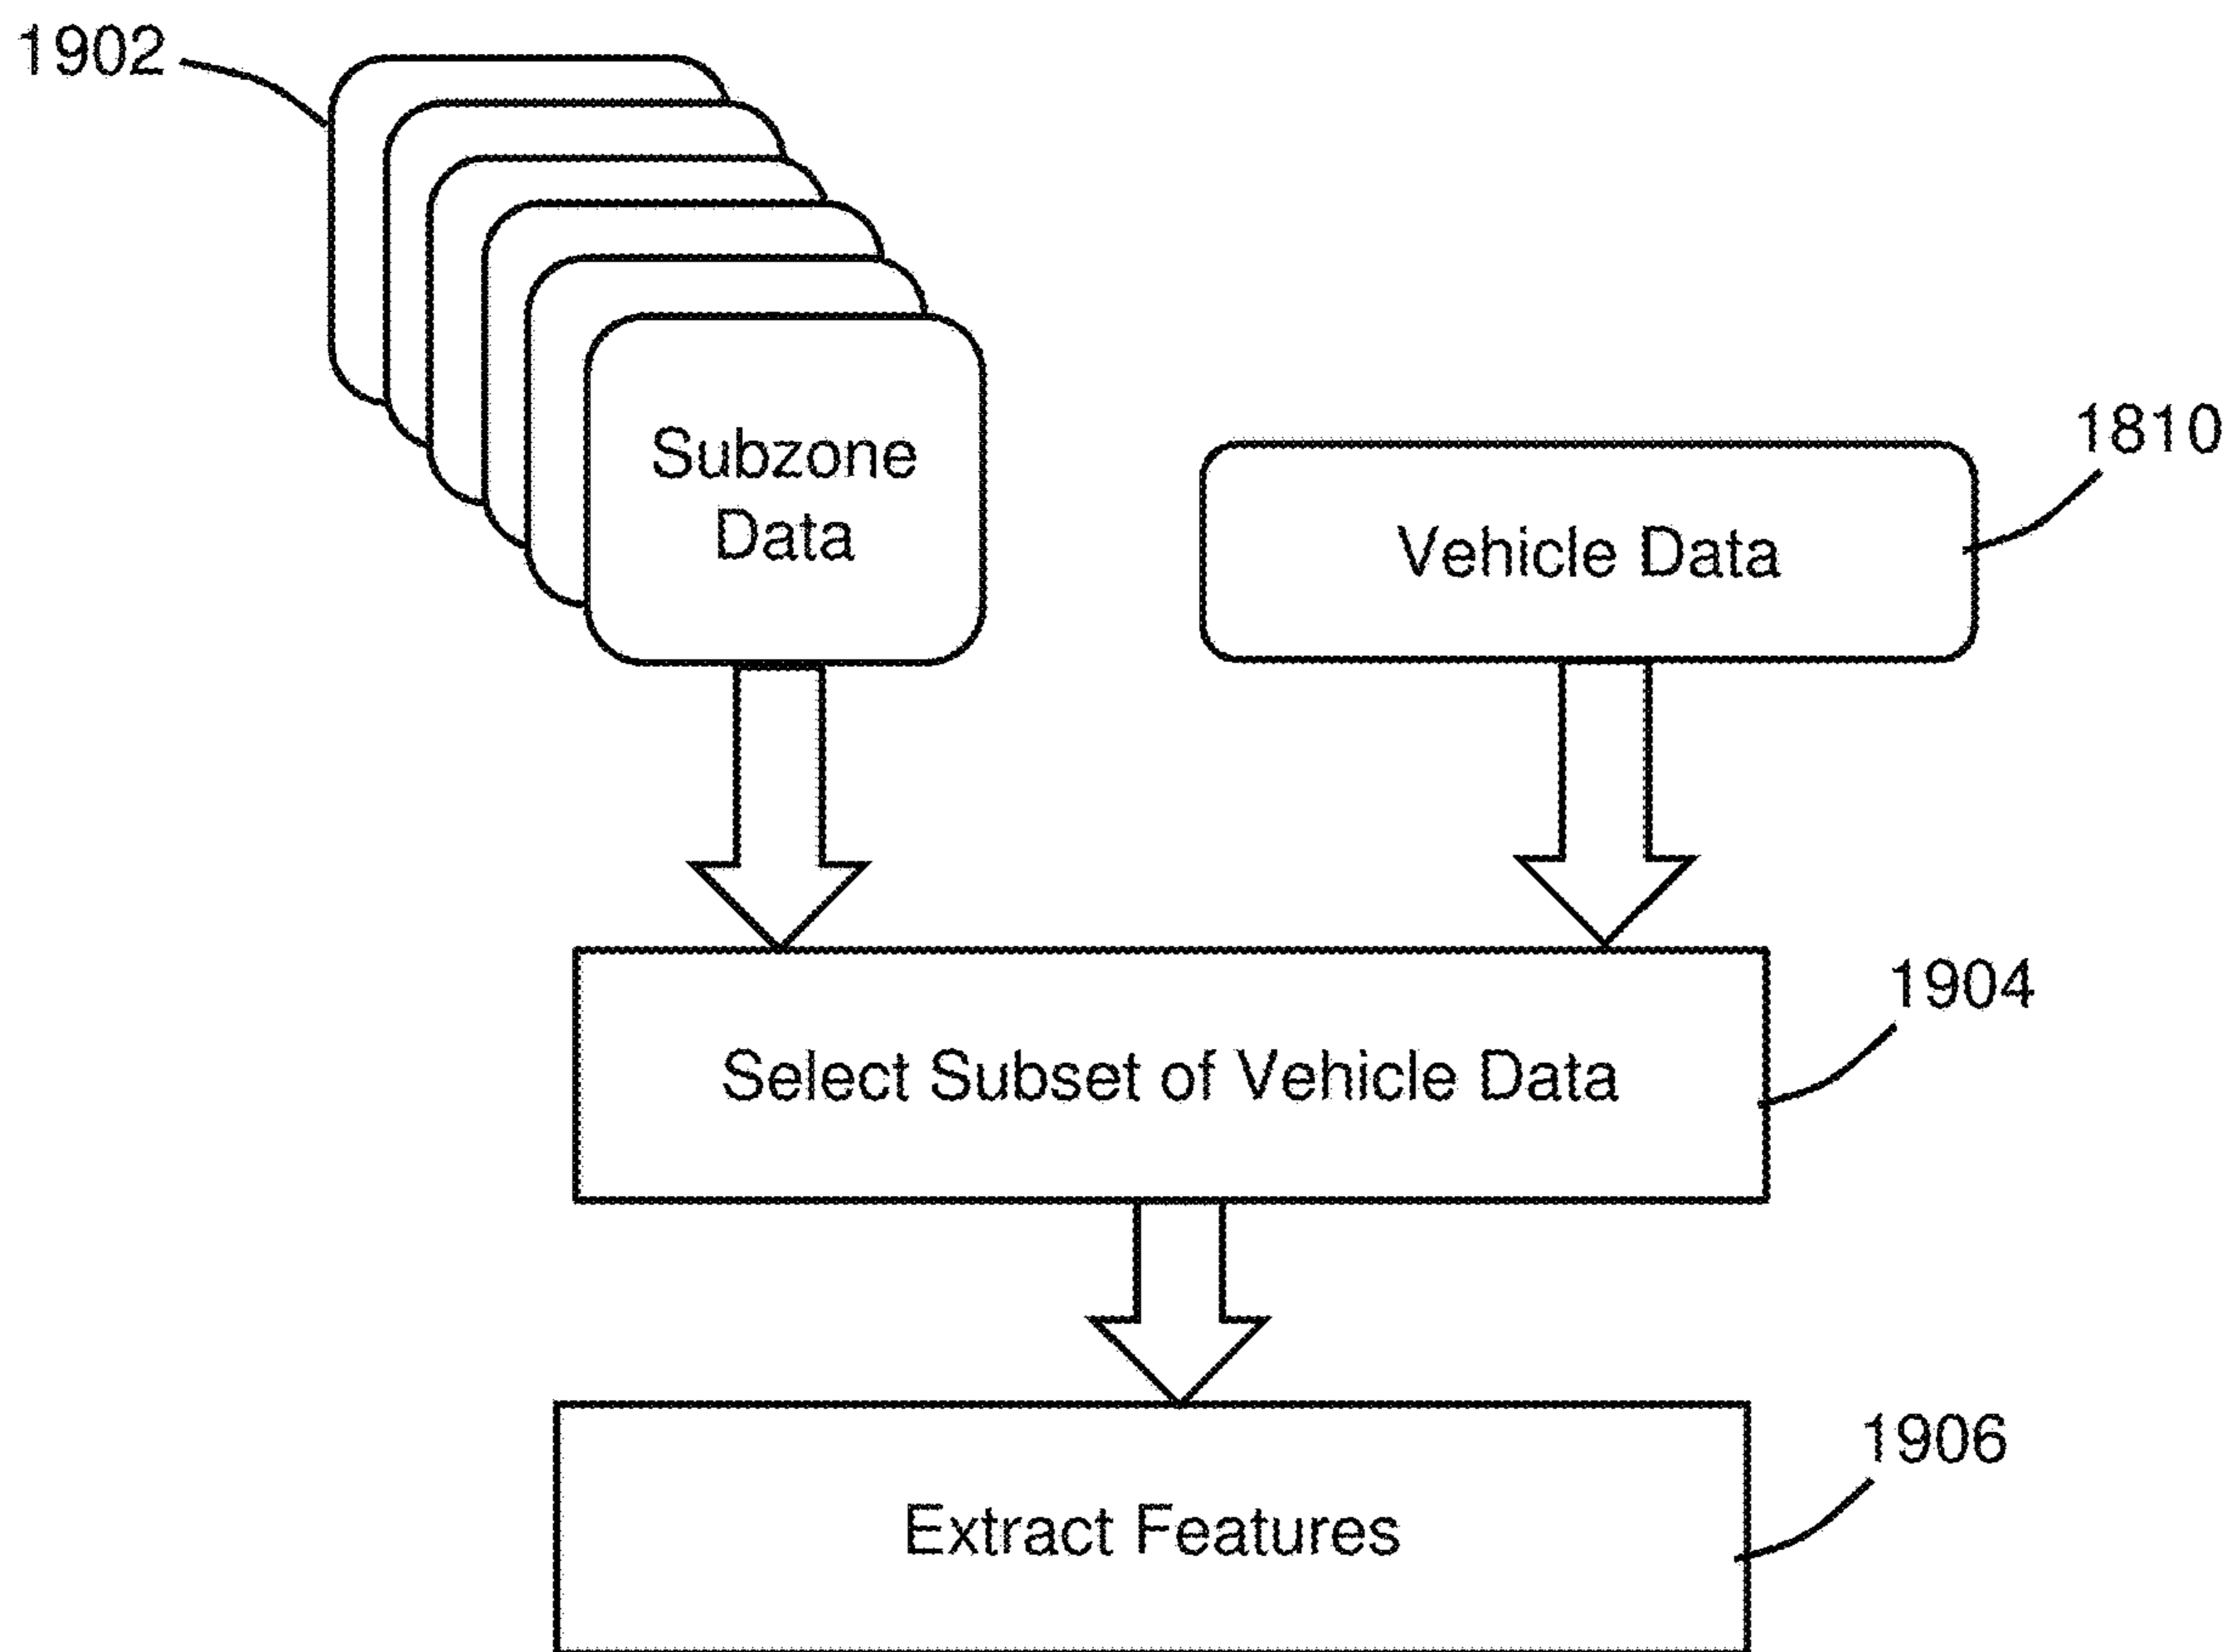 1902
Subzone
Data
1810
Vehicle Data
1904
Select Subset of Vehicle Data
1906
Extract Features